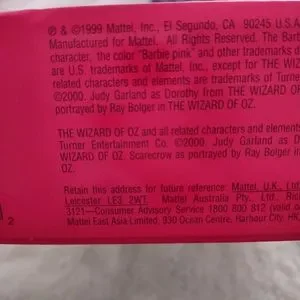 ℗ & ©1999 Mattel, Inc., El Segundo, CA 90245 U.S.A.
Manufactured for Mattel. All Rights Reserved. The Barb
character, the color "Barbie pink" and other trademarks d
are U.S. trademarks of Mattel, Inc., except for THE WIZ
related characters and elements are trademarks of Turne
©2000. Judy Garland as Dorothy from THE WIZARD OF
portrayed by Ray Bolger in THE WIZARD OF OZ.
THE WIZARD OF OZ and all related characters and elements
Turner Entertainment Co. ©2000. Judy Garland as D
WIZARD OF OZ. Scarecrow as portrayed by Ray Bolger in
Retain this address for future reference: Mattel, U.K. Ltd
Leicester LE3 2WT. Mattel Australia Pty., Ltd., Ric
3121—Consumer Advisory Service 1800 800 812 (valid o
Mattel East Asia Limited, 930 Ocean Centre, Harbour City, HK
2